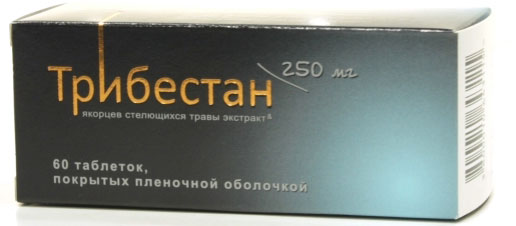 Трибестан
250 мг
якорцев стелющихся травы экстракт
60 таблеток,
покрытых пленочной оболочкой